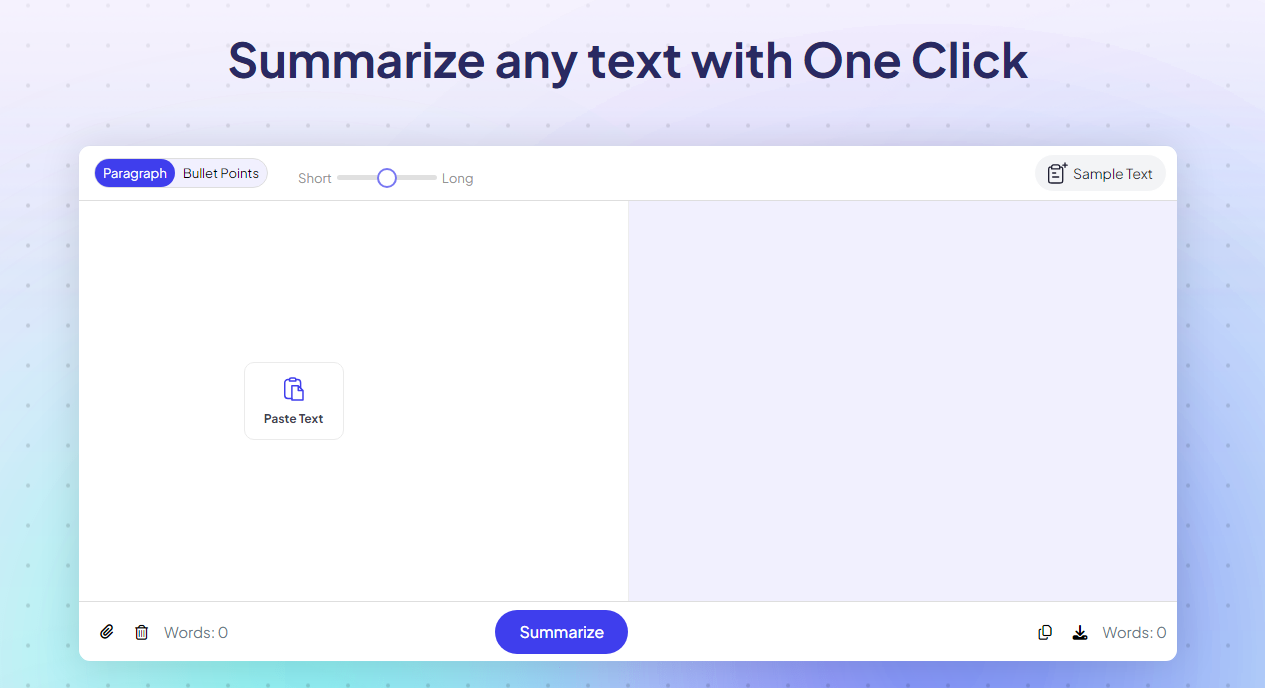 Summarize any text with One Click
Paragraph Bullet Points Short Long Sample Text
Paste Text
Words: 0 Summarize Words: 0